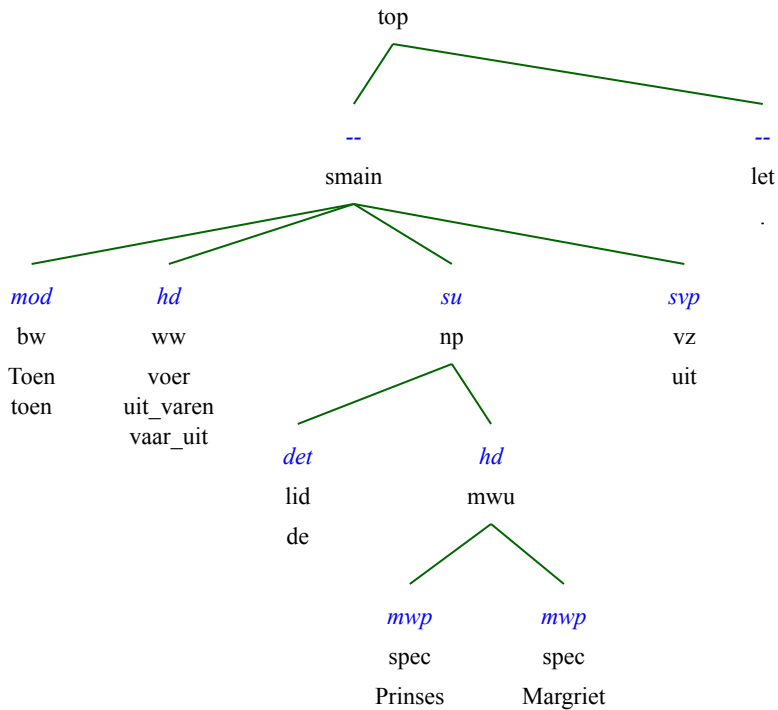 top
-- --
smain let
.
mod hd su svp
bw ww np vz
Toen voer uit
toen uit_varen
vaar_uit
det hd
lid mwu
de
mwp mwp
spec spec
Prinses Margriet